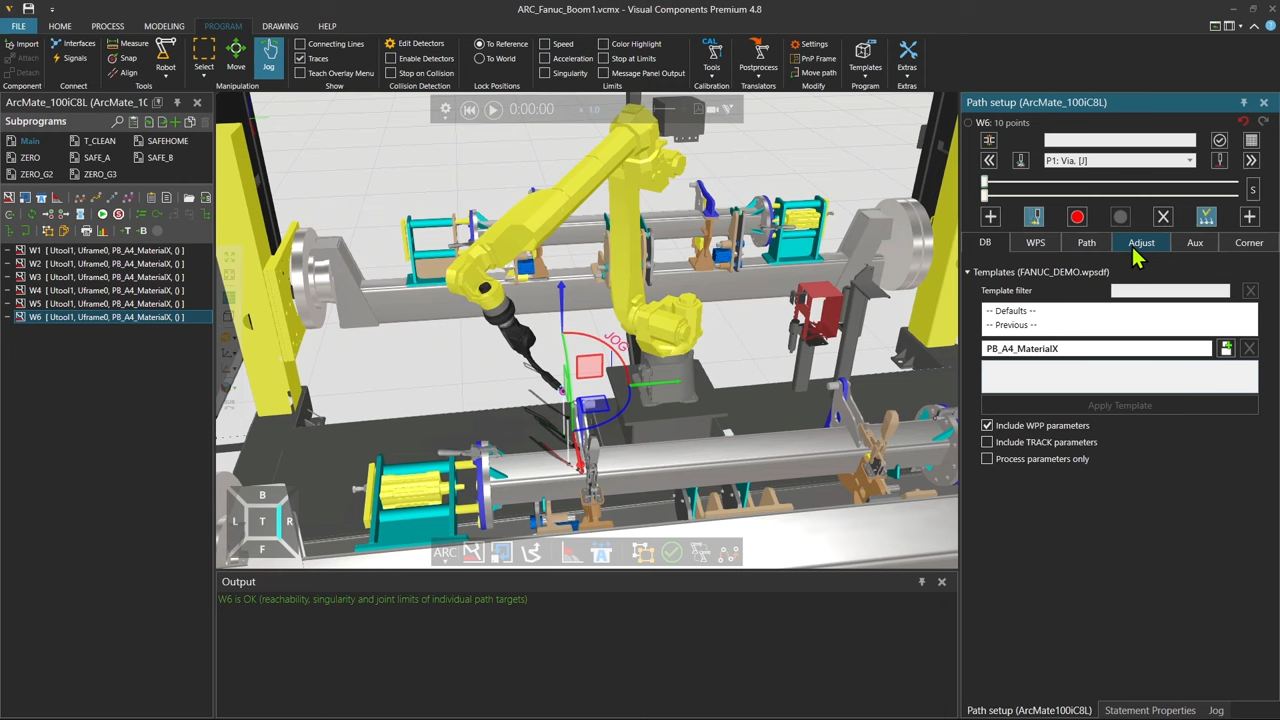 ARC_Fanuc_Boom1.vcmx - Visual Components Premium 4.8
FILE HOME PROCESS MODELING PROGRAM DRAWING HELP
Import
Attach
Detach
Component
Interfaces
Signals
Connect
Measure
Snap
Align
Robot
Tools
Select
Move
Jog
Manipulation
Connecting Lines
Traces
Teach Overlay Menu
Show
Edit Detectors
Enable Detectors
Stop on Collision
Collision Detection
To Reference
To World
Lock Positions
Speed
Acceleration
Singularity
Color Highlight
Stop at Limits
Message Panel Output
Limits
CAL
Tools
Calibration
Postprocess
Translators
Settings
PnP Frame
Move path
Modify
Templates
Program
Extras
Extras
ArcMate_100iC8L (ArcMate_10
Subprograms
Main T_CLEAN SAFEHOME
ZERO SAFE_A SAFE_B
ZERO_G2 ZERO_G3
W1 [ Utool1, Uframe0, PB_A4_MaterialX, () ]
W2 [ Utool1, Uframe0, PB_A4_MaterialX, () ]
W3 [ Utool1, Uframe0, PB_A4_MaterialX, () ]
W4 [ Utool1, Uframe0, PB_A4_MaterialX, () ]
W5 [ Utool1, Uframe0, PB_A4_MaterialX, () ]
W6 [ Utool1, Uframe0, PB_A4_MaterialX, () ]
0:00:00 x 1.0
JOG
B
L T R
F
ARC
Output
W6 is OK (reachability, singularity and joint limits of individual path targets)
Path setup (ArcMate_100iC8L)
W6: 10 points
P1: Via, [J]
S
DB WPS Path Adjust Aux Corner
Templates (FANUC_DEMO.wpsdf)
Template filter
-- Defaults --
-- Previous --
PB_A4_MaterialX
Apply Template
Include WPP parameters
Include TRACK parameters
Process parameters only
Path setup (ArcMate100iC8L) Statement Properties Jog